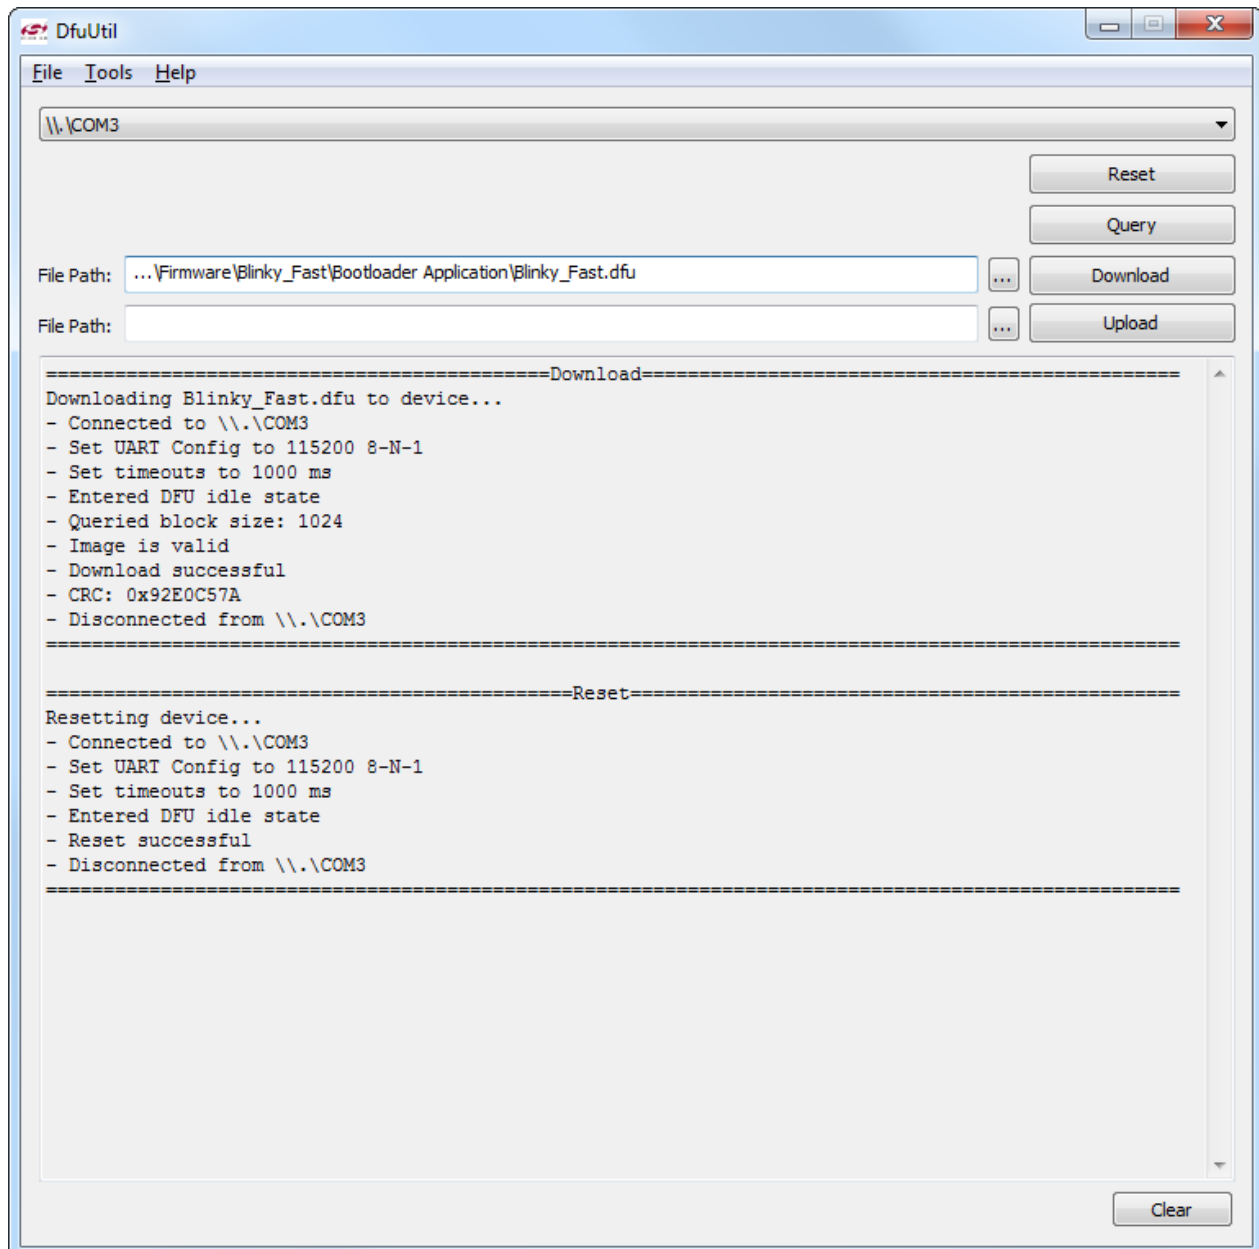 DfuUtil
File Tools Help
\\.\COM3
Reset
Query
File Path: ...\Firmware\Blinky_Fast\Bootloader Application\Blinky_Fast.dfu ... Download
File Path: ... Upload
============================================Download===============================================
Downloading Blinky_Fast.dfu to device...
- Connected to \\.\COM3
- Set UART Config to 115200 8-N-1
- Set timeouts to 1000 ms
- Entered DFU idle state
- Queried block size: 1024
- Image is valid
- Download successful
- CRC: 0x92E0C57A
- Disconnected from \\.\COM3
===================================================================================================
==============================================Reset================================================
Resetting device...
- Connected to \\.\COM3
- Set UART Config to 115200 8-N-1
- Set timeouts to 1000 ms
- Entered DFU idle state
- Reset successful
- Disconnected from \\.\COM3
===================================================================================================
Clear